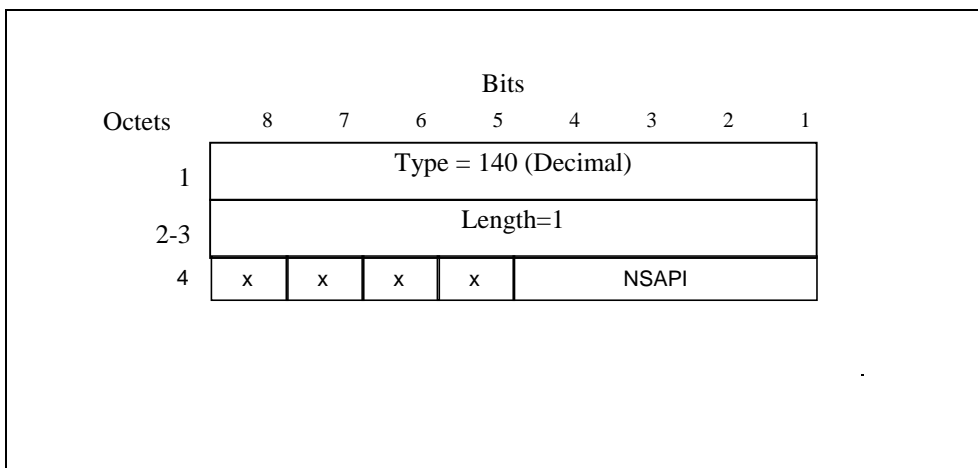 Bits
Octets 8 7 6 5 4 3 2 1
1 Type = 140 (Decimal)
2-3 Length=1
4 x x x x NSAPI